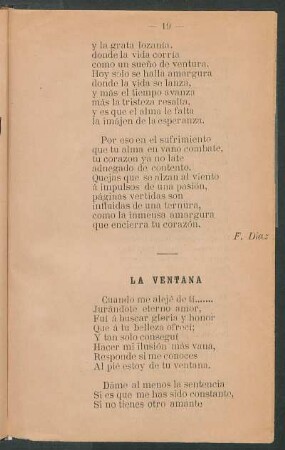 — 19 —
y la grata lozanía,
donde la vida corría
como un sueño de ventura.
Hoy solo se halla amargura
donde la vida se lanza,
y más el tiempo avanza
más la tristeza resalta,
y es que el alma le falta
la imájen de la esperanza.
Por eso en el sufrimiento
que tu alma en vano combate,
tu corazon ya no late
adnegado de contento.
Quejas que se alzan al viento
á impulsos de una pasión,
páginas vertidas son
influidas de una ternura,
como la inmensa amargura
que encierra tu corazón.
F. Diaz
LA VENTANA
Cuando me alejé de tí.......
Jurándote eterno amor,
Fuí á buscar gloria y honor
Que á tu belleza ofrecí;
Y tan solo conseguí
Hacer mi ilusión más vana,
Responde si me conoces
Al pié estoy de tu ventana.
Dáme al menos la sentencia
Si es que me has sido constante,
Si no tienes otro amante